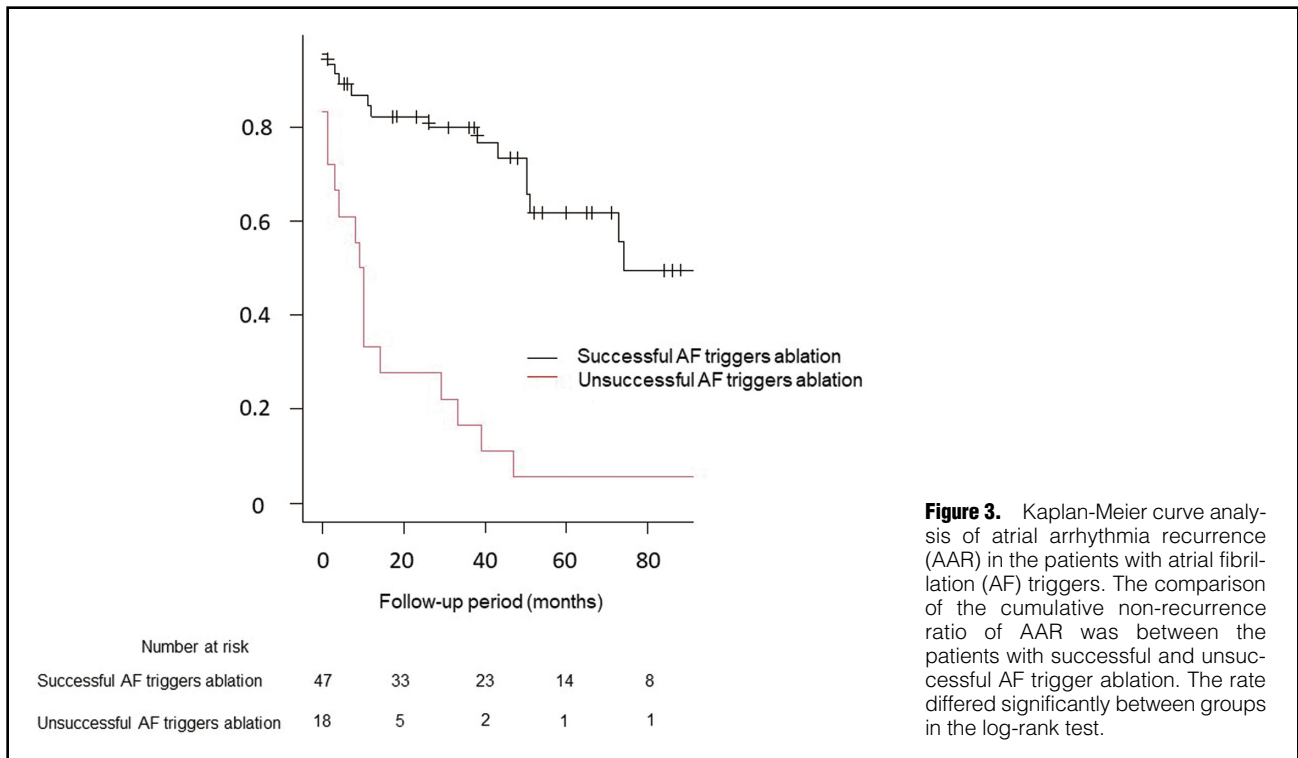 0.8
0.6
0.4
0.2
0
0 20 40 60 80
Follow-up period (months)
Successful AF triggers ablation
Unsuccessful AF triggers ablation
Number at risk
Successful AF triggers ablation 47 33 23 14 8
Unsuccessful AF triggers ablation 18 5 2 1 1
Figure 3. Kaplan-Meier curve analy-
sis of atrial arrhythmia recurrence
(AAR) in the patients with atrial fibril-
lation (AF) triggers. The comparison
of the cumulative non-recurrence
ratio of AAR was between the
patients with successful and unsuc-
cessful AF trigger ablation. The rate
differed significantly between groups
in the log-rank test.